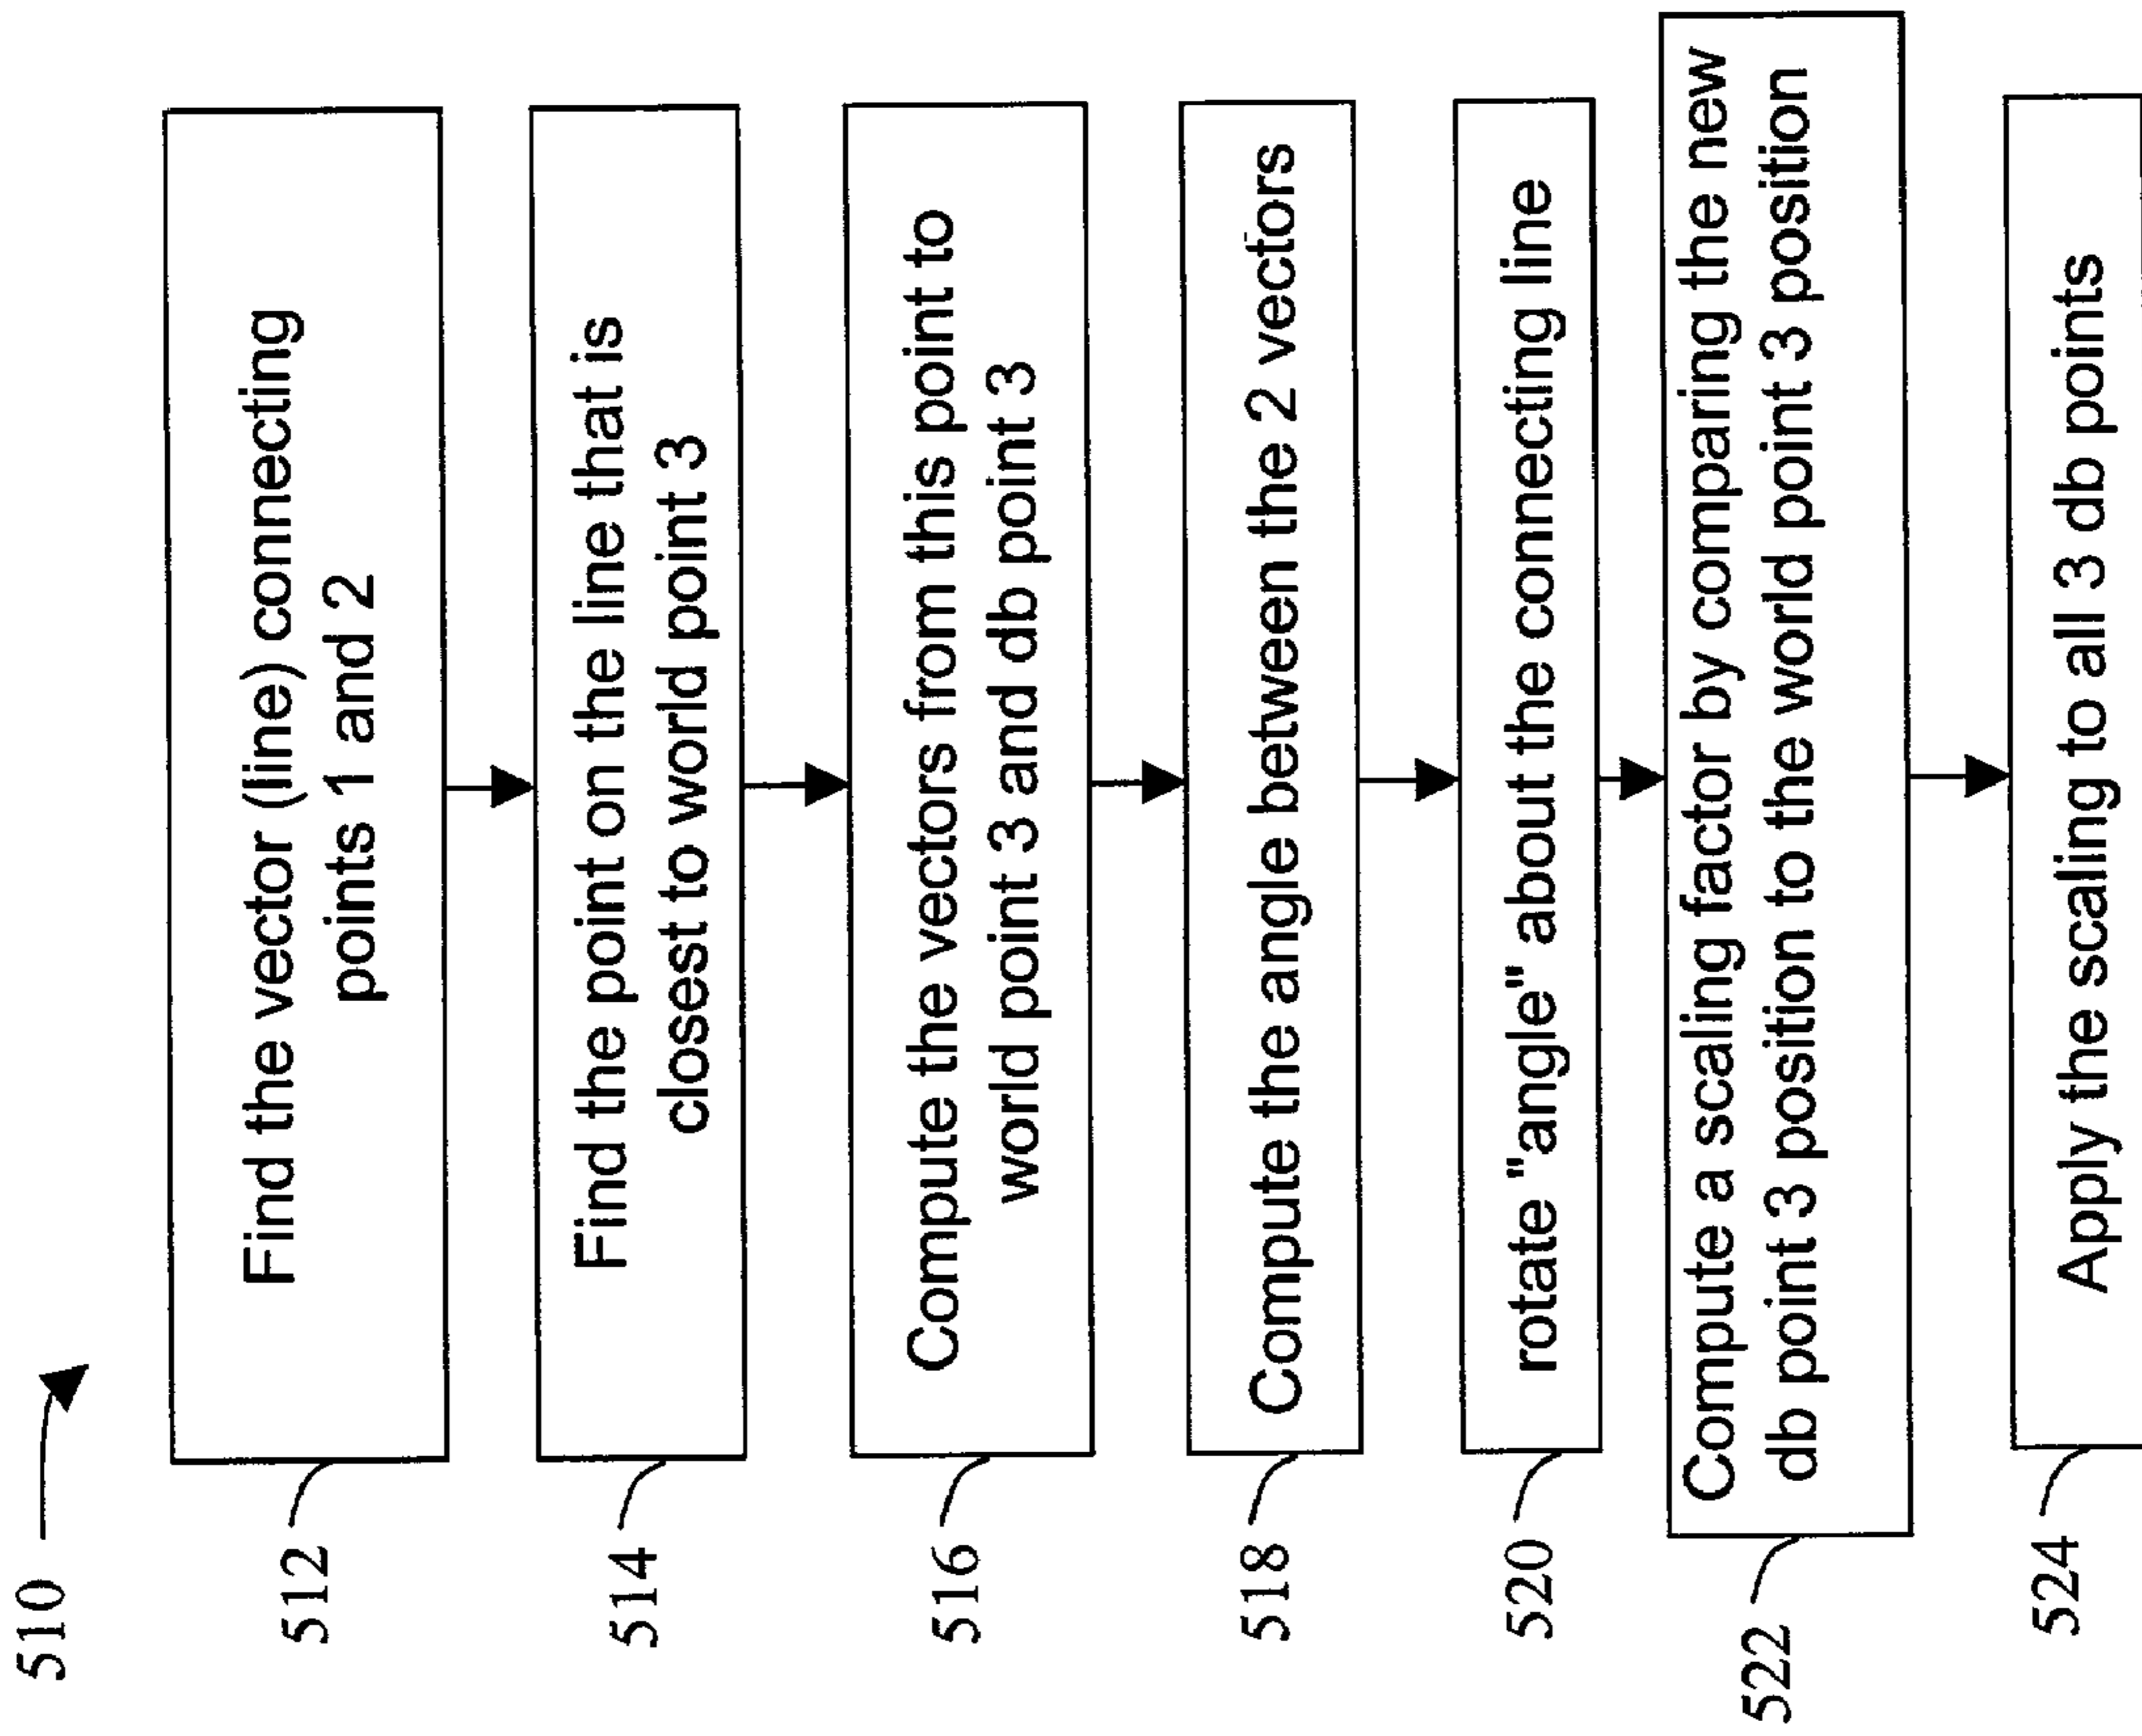 510
512
Find the vector (line) connecting
points 1 and 2
514
Find the point on the line that is
closest to world point 3
516
Compute the vectors from this point to
world point 3 and db point 3
518
Compute the angle between the 2 vectors
520
rotate "angle" about the connecting line
522
Compute a scaling factor by comparing the new
db point 3 position to the world point 3 position
524
Apply the scaling to all 3 db points